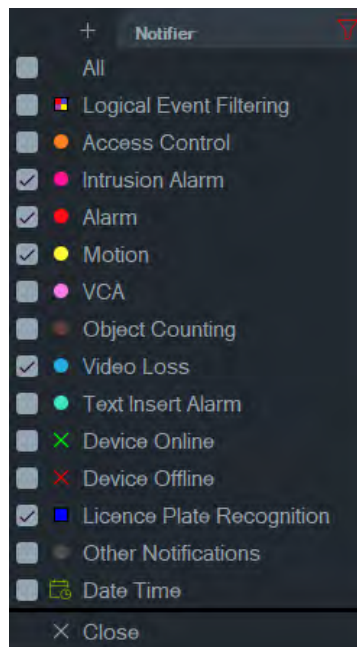 Notifier
All
Logical Event Filtering
Access Control
Intrusion Alarm
Alarm
Motion
VCA
Object Counting
Video Loss
Text Insert Alarm
Device Online
Device Offline
Licence Plate Recognition
Other Notifications
Date Time
Close